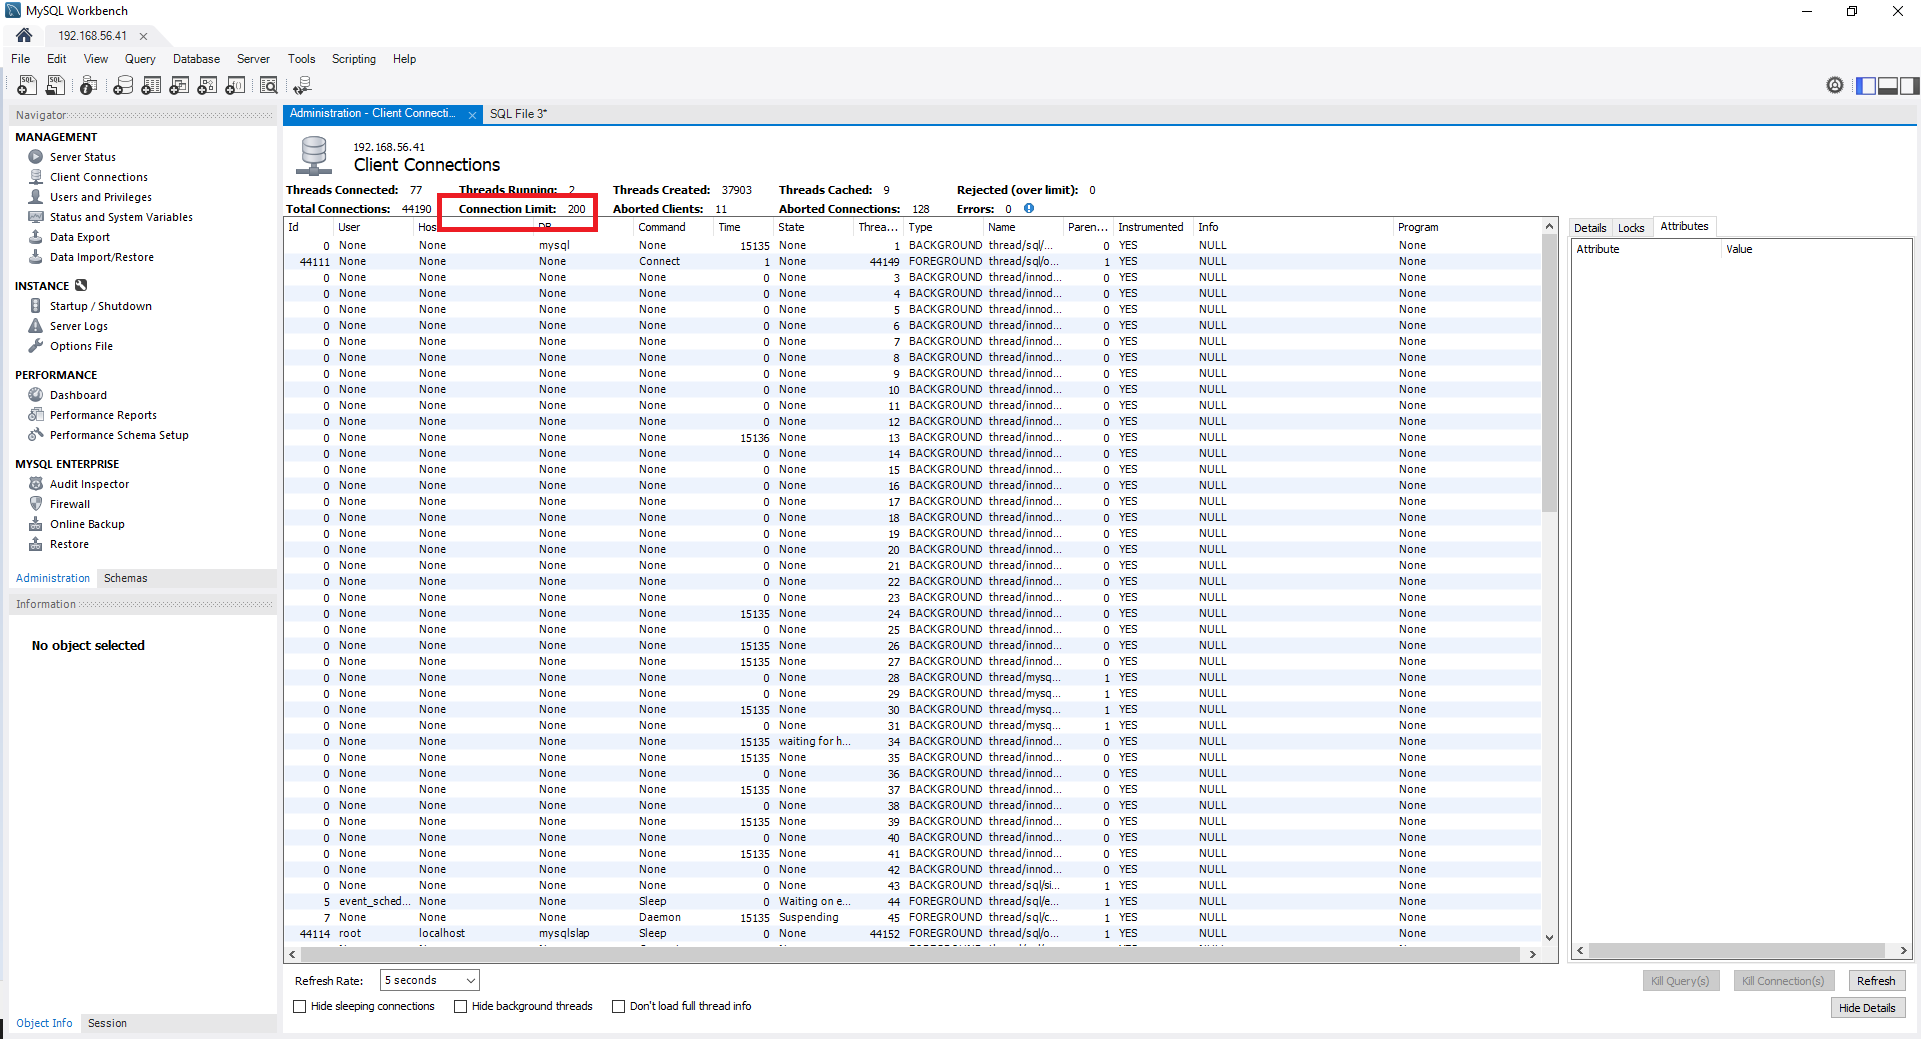 MySQL Workbench
192.168.56.41
File Edit View Query Database Server Tools Scripting Help
Navigator
MANAGEMENT
Server Status
Client Connections
Users and Privileges
Status and System Variables
Data Export
Data Import/Restore
INSTANCE
Startup / Shutdown
Server Logs
Options File
PERFORMANCE
Dashboard
Performance Reports
Performance Schema Setup
MYSQL ENTERPRISE
Audit Inspector
Firewall
Online Backup
Restore
Administration Schemas
Information
No object selected
Object Info Session
Administration - Client Connecti... SQL File 3*
192.168.56.41
Client Connections
Threads Connected: 77 Threads Running: 2 Threads Created: 37903 Threads Cached: 9 Rejected (over limit): 0
Total Connections: 44190 Connection Limit: 200 Aborted Clients: 11 Aborted Connections: 128 Errors: 0
Id User Hos DB Command Time State Threa... Type Name Paren... Instrumented Info Program
0 None None mysql None 15135 None 1 BACKGROUND thread/sql/... 0 YES NULL None
44111 None None None Connect 1 None 44149 FOREGROUND thread/sql/o... 1 YES NULL None
0 None None None None 0 None 3 BACKGROUND thread/innod... 0 YES NULL None
0 None None None None 0 None 4 BACKGROUND thread/innod... 0 YES NULL None
0 None None None None 0 None 5 BACKGROUND thread/innod... 0 YES NULL None
0 None None None None 0 None 6 BACKGROUND thread/innod... 0 YES NULL None
0 None None None None 0 None 7 BACKGROUND thread/innod... 0 YES NULL None
0 None None None None 0 None 8 BACKGROUND thread/innod... 0 YES NULL None
0 None None None None 0 None 9 BACKGROUND thread/innod... 0 YES NULL None
0 None None None None 0 None 10 BACKGROUND thread/innod... 0 YES NULL None
0 None None None None 0 None 11 BACKGROUND thread/innod... 0 YES NULL None
0 None None None None 0 None 12 BACKGROUND thread/innod... 0 YES NULL None
0 None None None None 15136 None 13 BACKGROUND thread/innod... 0 YES NULL None
0 None None None None 0 None 14 BACKGROUND thread/innod... 0 YES NULL None
0 None None None None 0 None 15 BACKGROUND thread/innod... 0 YES NULL None
0 None None None None 0 None 16 BACKGROUND thread/innod... 0 YES NULL None
0 None None None None 0 None 17 BACKGROUND thread/innod... 0 YES NULL None
0 None None None None 0 None 18 BACKGROUND thread/innod... 0 YES NULL None
0 None None None None 0 None 19 BACKGROUND thread/innod... 0 YES NULL None
0 None None None None 0 None 20 BACKGROUND thread/innod... 0 YES NULL None
0 None None None None 0 None 21 BACKGROUND thread/innod... 0 YES NULL None
0 None None None None 0 None 22 BACKGROUND thread/innod... 0 YES NULL None
0 None None None None 0 None 23 BACKGROUND thread/innod... 0 YES NULL None
0 None None None None 15135 None 24 BACKGROUND thread/innod... 0 YES NULL None
0 None None None None 0 None 25 BACKGROUND thread/innod... 0 YES NULL None
0 None None None None 15135 None 26 BACKGROUND thread/innod... 0 YES NULL None
0 None None None None 15135 None 27 BACKGROUND thread/innod... 0 YES NULL None
0 None None None None 0 None 28 BACKGROUND thread/mysq... 1 YES NULL None
0 None None None None 0 None 29 BACKGROUND thread/mysq... 1 YES NULL None
0 None None None None 15135 None 30 BACKGROUND thread/mysq... 1 YES NULL None
0 None None None None 0 None 31 BACKGROUND thread/mysq... 1 YES NULL None
0 None None None None 15135 waiting for h... 34 BACKGROUND thread/innod... 0 YES NULL None
0 None None None None 15135 None 35 BACKGROUND thread/innod... 0 YES NULL None
0 None None None None 0 None 36 BACKGROUND thread/innod... 0 YES NULL None
0 None None None None 15135 None 37 BACKGROUND thread/innod... 0 YES NULL None
0 None None None None 0 None 38 BACKGROUND thread/innod... 0 YES NULL None
0 None None None None 15135 None 39 BACKGROUND thread/innod... 0 YES NULL None
0 None None None None 0 None 40 BACKGROUND thread/innod... 0 YES NULL None
0 None None None None 15135 None 41 BACKGROUND thread/innod... 0 YES NULL None
0 None None None None 0 None 42 BACKGROUND thread/innod... 0 YES NULL None
0 None None None None 0 None 43 BACKGROUND thread/sql/si... 1 YES NULL None
5 event_sched... None None Sleep 0 Waiting on e... 44 FOREGROUND thread/sql/e... 1 YES NULL None
7 None None None Daemon 15135 Suspending 45 FOREGROUND thread/sql/c... 1 YES NULL None
44114 root localhost mysqlslap Sleep 0 None 44152 FOREGROUND thread/sql/o... 1 YES NULL None
Details Locks Attributes
Attribute Value
Refresh Rate: 5 seconds
Kill Query(s) Kill Connection(s) Refresh
Hide sleeping connections Hide background threads Don't load full thread info
Hide Details